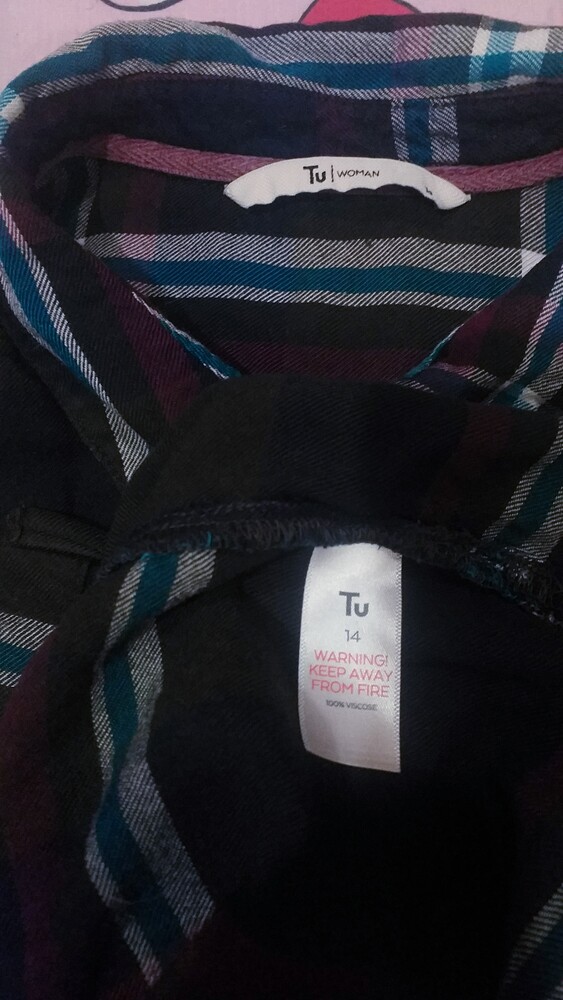 Tu | WOMAN
Tu
14
WARNING!
KEEP AWAY
FROM FIRE
100% VISCOSE